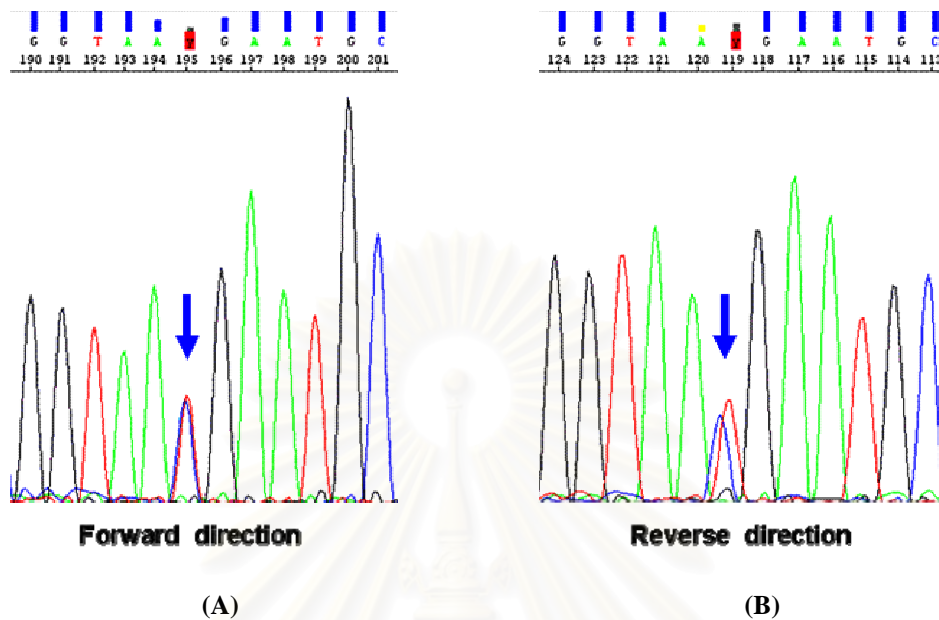 G G T A A Y G A A T G C
190 191 192 193 194 195 196 197 198 199 200 201
Forward direction
(A)
G G T A A Y G A A T G C
124 123 122 121 120 119 118 117 116 115 114 113
Reverse direction
(B)